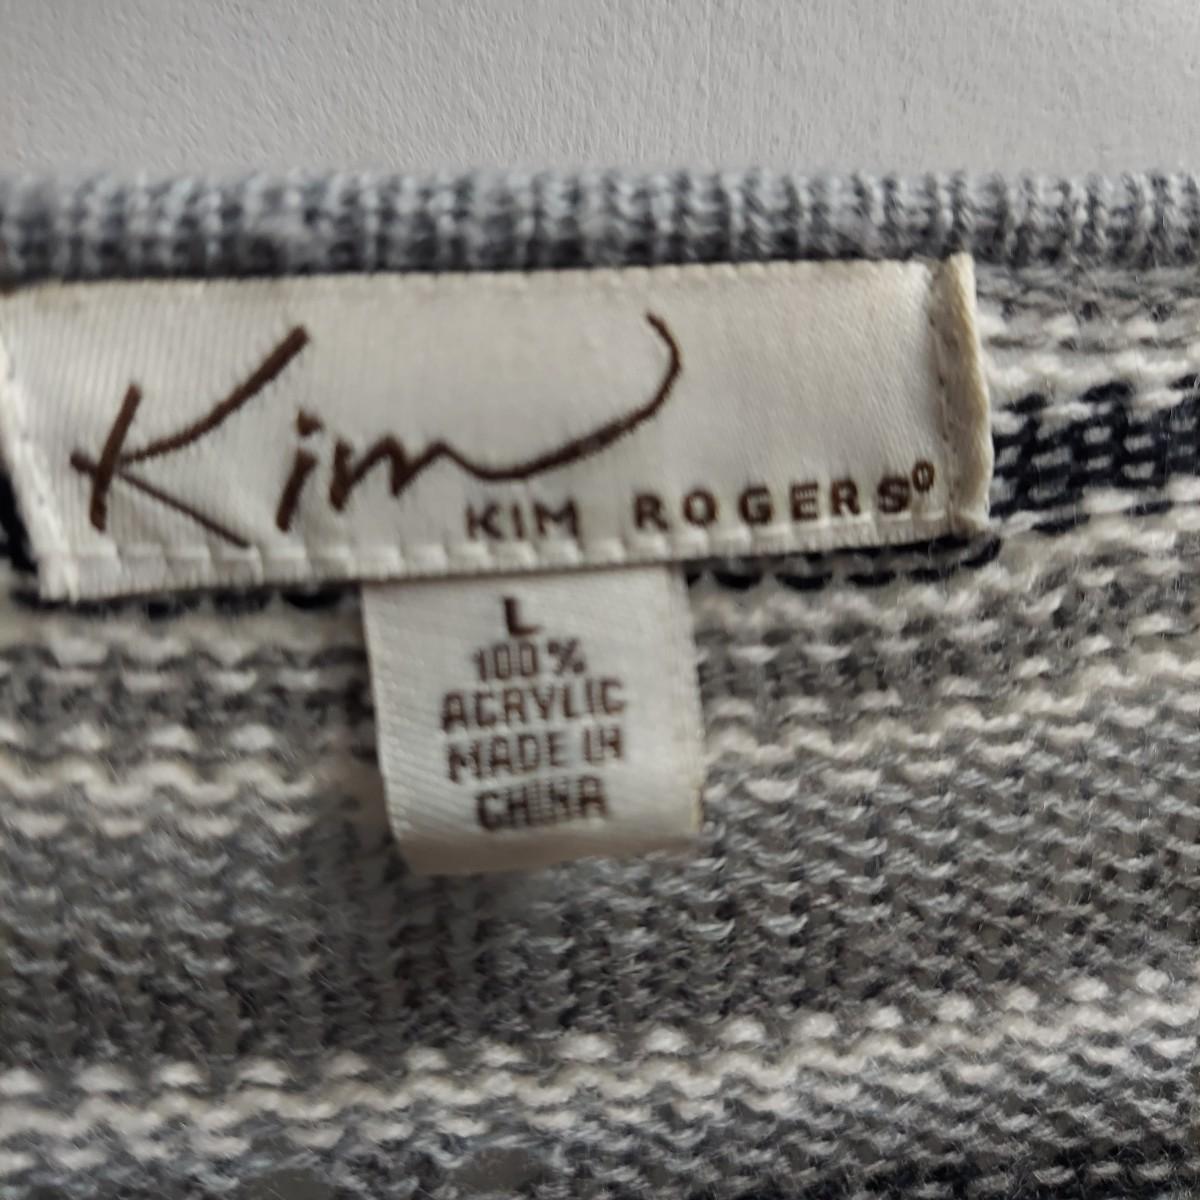 Kim
KIM ROGERS®
L
100%
ACRYLIC
MADE IN
CHINA